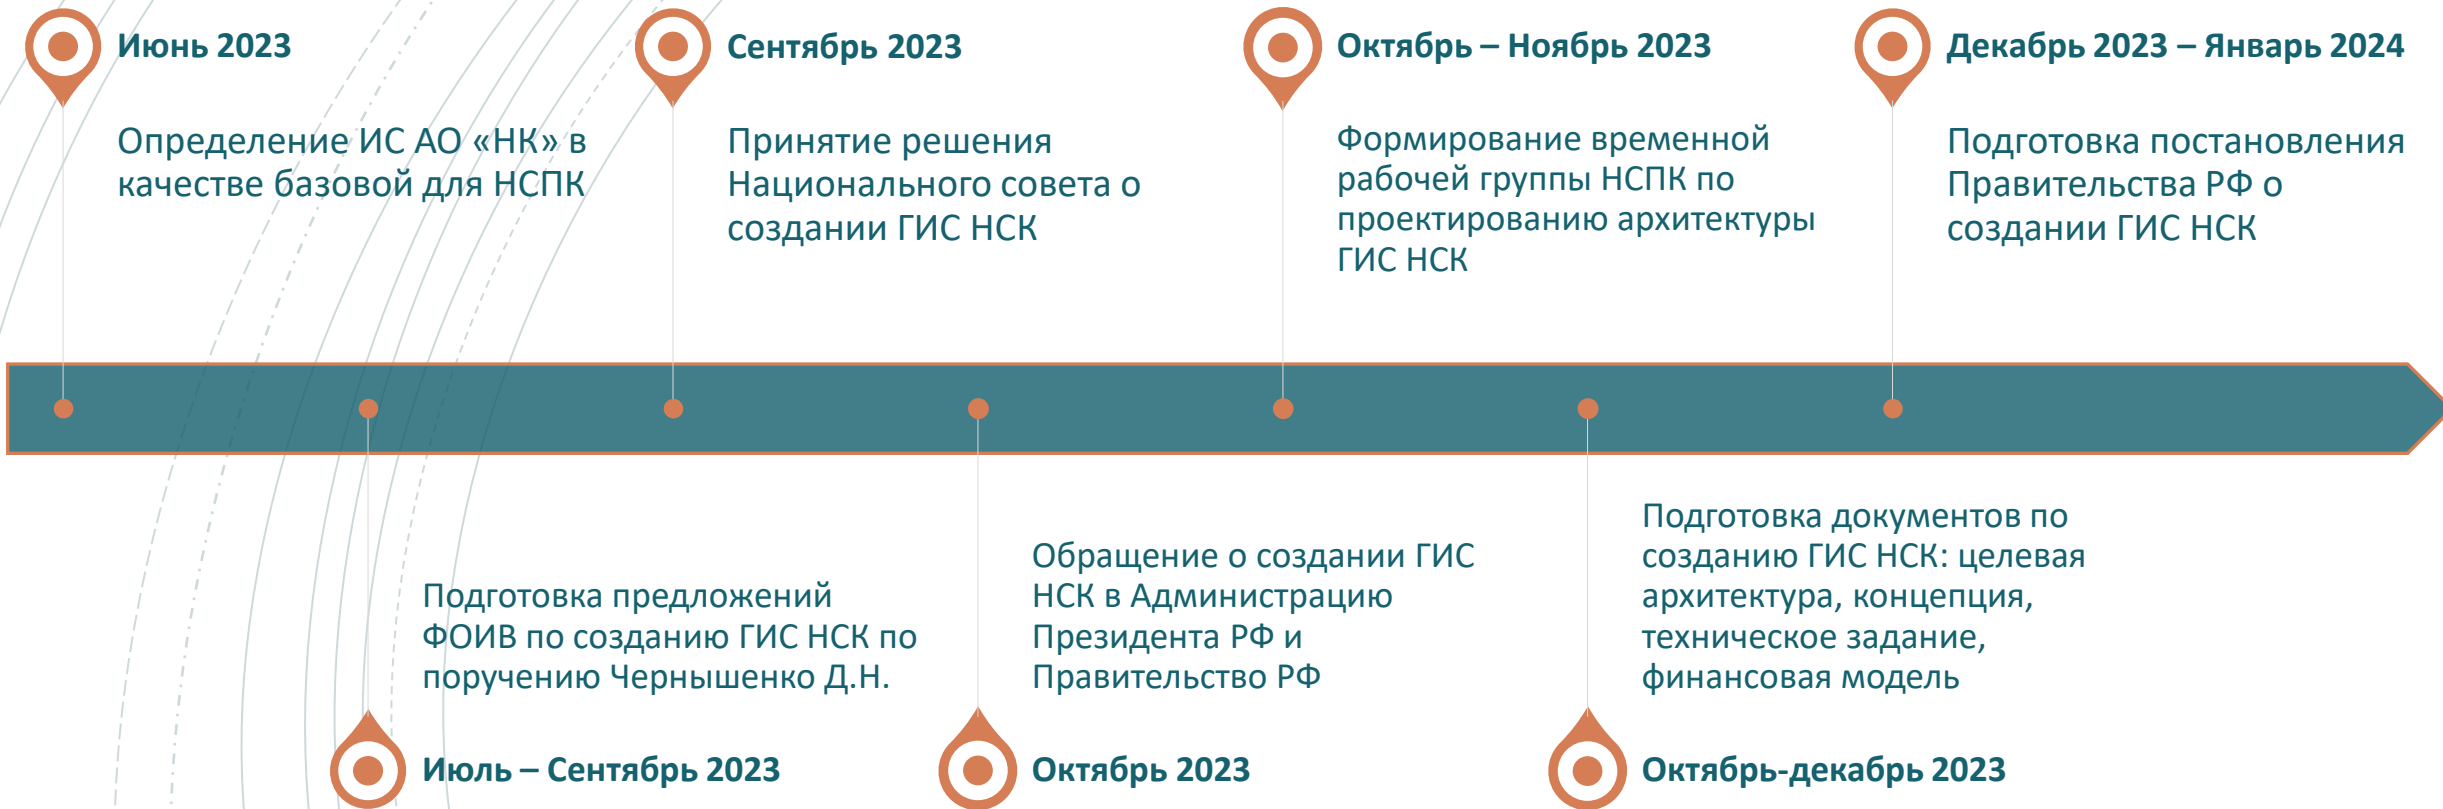 Июнь 2023
Определение ИС АО «НК» в
качестве базовой для НСПК
Сентябрь 2023
Принятие решения
Национального совета о
создании ГИС НСК
Октябрь – Ноябрь 2023
Формирование временной
рабочей группы НСПК по
проектированию архитектуры
ГИС НСК
Декабрь 2023 – Январь 2024
Подготовка постановления
Правительства РФ о
создании ГИС НСК
Подготовка предложений
ФОИВ по созданию ГИС НСК по
поручению Чернышенко Д.Н.
Июль – Сентябрь 2023
Обращение о создании ГИС
НСК в Администрацию
Президента РФ и
Правительство РФ
Октябрь 2023
Подготовка документов по
созданию ГИС НСК: целевая
архитектура, концепция,
техническое задание,
финансовая модель
Октябрь-декабрь 2023